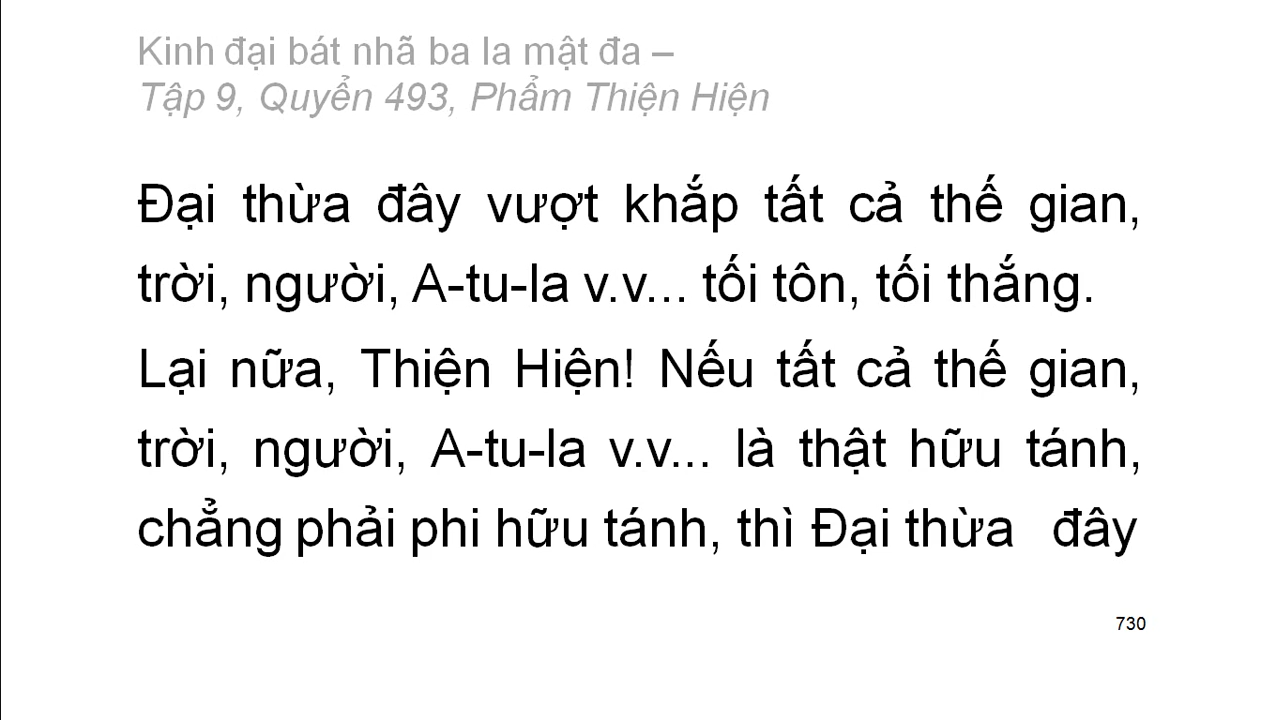 Kinh đại bát nhã ba la mật đa –
Tập 9, Quyển 493, Phẩm Thiện Hiện
Đại thừa đây vượt khắp tất cả thế gian,
trời, người, A-tu-la v.v... tối tôn, tối thắng.
Lại nữa, Thiện Hiện! Nếu tất cả thế gian,
trời, người, A-tu-la v.v... là thật hữu tánh,
chẳng phải phi hữu tánh, thì Đại thừa đây
730